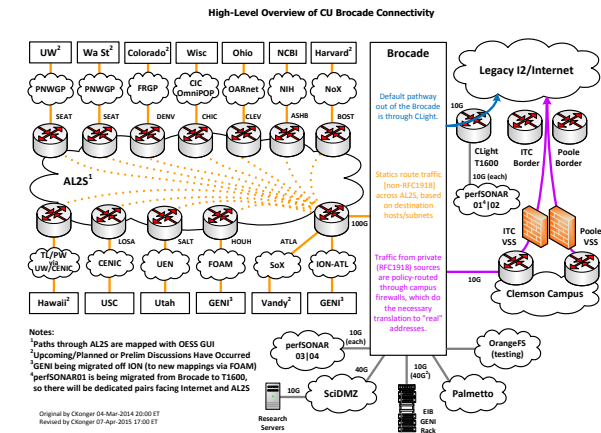 High-Level Overview of CU Brocade Connectivity
UW²
Wa St²
Colorado²
Wisc
Ohio
NCBI
Harvard²
PNWGP
PNWGP
FRGP
CIC
OmniPOP
OARnet
NIH
NoX
SEAT
SEAT
DENV
CHIC
CLEV
ASHB
BOST
AL2S¹
LOSA
SALT
HOUH
ATLA
100G
TL/PW
via
UW/CENIC
CENIC
UEN
FOAM
SoX
ION-ATL
Hawaii²
USC
Utah
GENI³
Vandy²
GENI³
Brocade
Default pathway
out of the Brocade
is through CLight.
Statics route traffic
[non-RFC1918]
across AL2S, based
on destination
hosts/subnets
Traffic from private
(RFC1918) sources
are policy-routed
through campus
firewalls, which do
the necessary
translation to "real"
addresses.
Legacy I2/Internet
10G
CLight
T1600
ITC
Border
Poole
Border
10G (each)
perfSONAR
01⁴|02
ITC
VSS
Poole
VSS
10G
Clemson Campus
Notes:
¹Paths through AL2S are mapped with OESS GUI
²Upcoming/Planned or Prelim Discussions Have Occurred
³GENI being migrated off ION (to new mappings via FOAM)
⁴perfSONAR01 is being migrated from Brocade to T1600,
so there will be dedicated pairs facing Internet and AL2S
Original by CKonger 04-Mar-2014 20:00 ET
Revised by CKonger 07-Apr-2015 17:00 ET
perfSONAR
03|04
10G
(each)
40G
SciDMZ
10G
Research
Servers
10G
(40G²)
EIB
GENI
Rack
40G
Palmetto
OrangeFS
(testing)